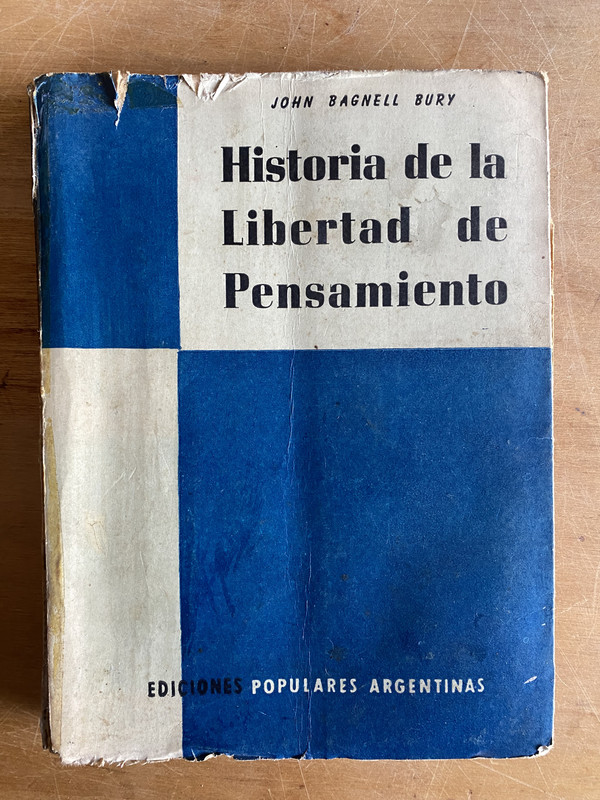 JOHN BAGNELL BURY
Historia de la
Libertad de
Pensamiento
EDICIONES POPULARES ARGENTINAS